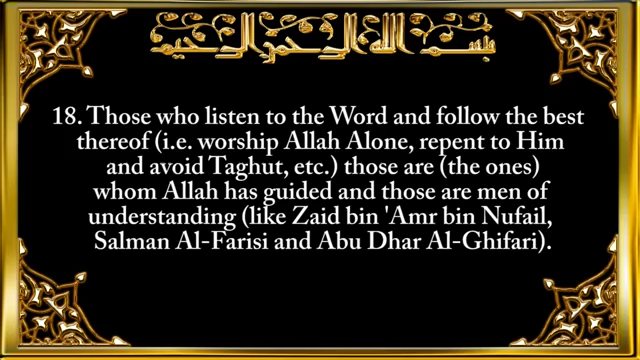 بسم الله الرحمن الرحيم
18. Those who listen to the Word and follow the best
thereof (i.e. worship Allah Alone, repent to Him
and avoid Taghut, etc.) those are (the ones)
whom Allah has guided and those are men of
understanding (like Zaid bin 'Amr bin Nufail,
Salman Al-Farisi and Abu Dhar Al-Ghifari).